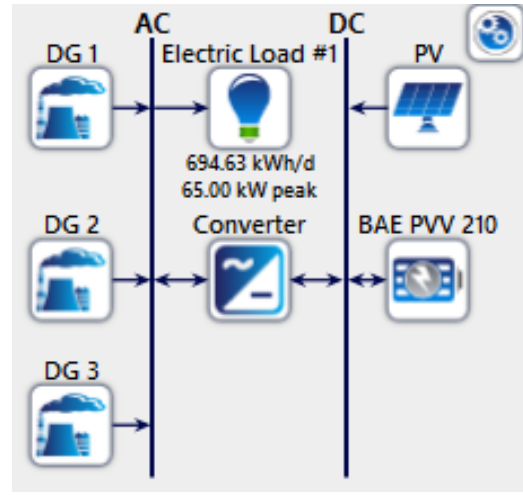 AC DC
DG 1 Electric Load #1 PV
694.63 kWh/d
65.00 kW peak
DG 2 Converter BAE PVV 210
DG 3